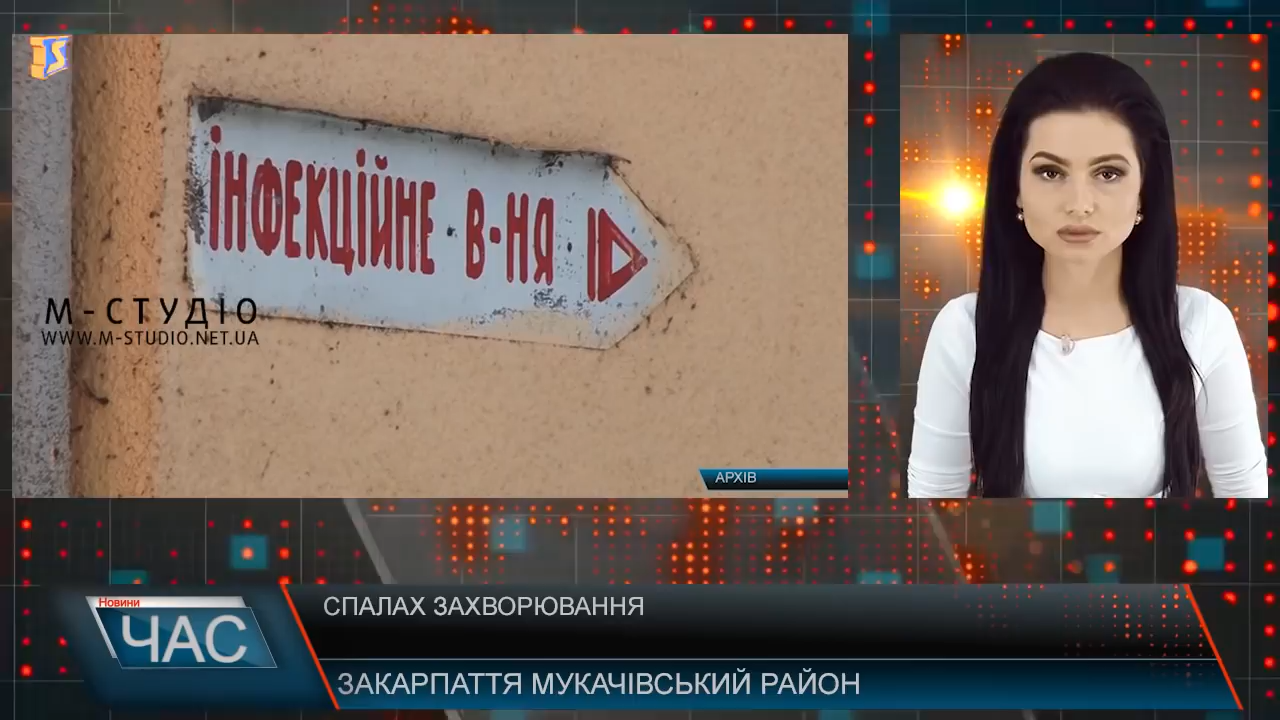 ІНФЕКЦІЙНЕ В-НЯ
М-СТУДІО
WWW.M-STUDIO.NET.UA
АРХІВ
Новини
ЧАС
СПАЛАХ ЗАХВОРЮВАННЯ
ЗАКАРПАТТЯ МУКАЧІВСЬКИЙ РАЙОН